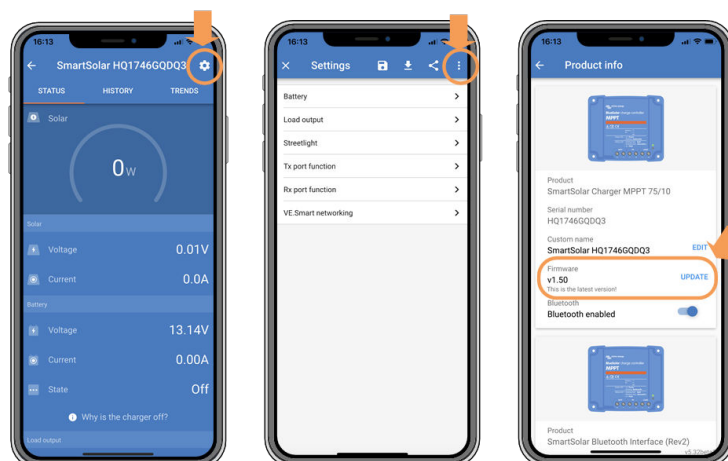 16:13
SmartSolar HQ1746GQDQ3
STATUS HISTORY TRENDS
Solar
0W
Solar
Voltage 0.01V
Current 0.0A
Battery
Voltage 13.14V
Current 0.00A
State Off
Why is the charger off?
Load output
16:13
Settings
Battery
Load output
Streetlight
Tx port function
Rx port function
VE.Smart networking
16:13
Product info
MPPT
Product
SmartSolar Charger MPPT 75/10
Serial number
HQ1746GQDQ3
Custom name
SmartSolar HQ1746GQDQ3 EDIT
Firmware
v1.50 UPDATE
This is the latest version!
Bluetooth
Bluetooth enabled
MPPT
Product
SmartSolar Bluetooth Interface (Rev2)